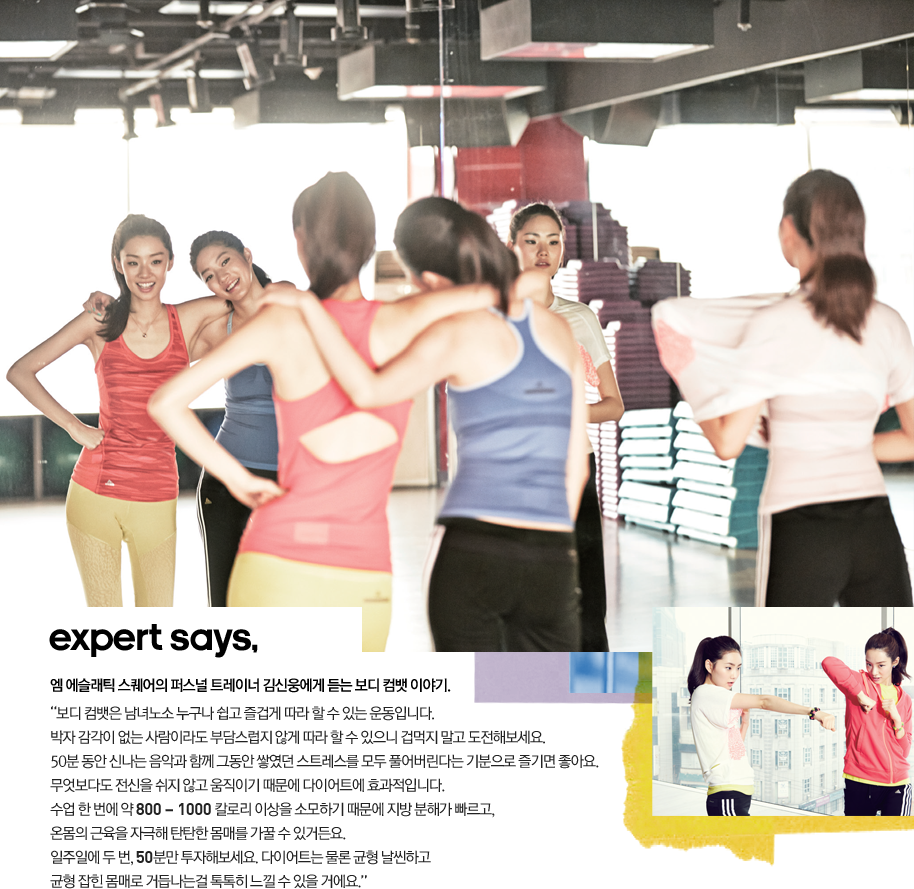 expert says,
엠 에슬래틱 스퀘어의 퍼스널 트레이너 김신웅에게 듣는 보디 컴뱃 이야기.
“보디 컴뱃은 남녀노소 누구나 쉽고 즐겁게 따라 할 수 있는 운동입니다.
박자 감각이 없는 사람이라도 부담스럽지 않게 따라 할 수 있으니 겁먹지 말고 도전해보세요.
50분 동안 신나는 음악과 함께 그동안 쌓였던 스트레스를 모두 풀어버린다는 기분으로 즐기면 좋아요.
무엇보다도 전신을 쉬지 않고 움직이기 때문에 다이어트에 효과적입니다.
수업 한 번에 약 800 – 1000 칼로리 이상을 소모하기 때문에 지방 분해가 빠르고,
온몸의 근육을 자극해 탄탄한 몸매를 가꿀 수 있거든요.
일주일에 두 번, 50분만 투자해보세요. 다이어트는 물론 균형 날씬하고
균형 잡힌 몸매로 거듭나는걸 톡톡히 느낄 수 있을 거에요.”